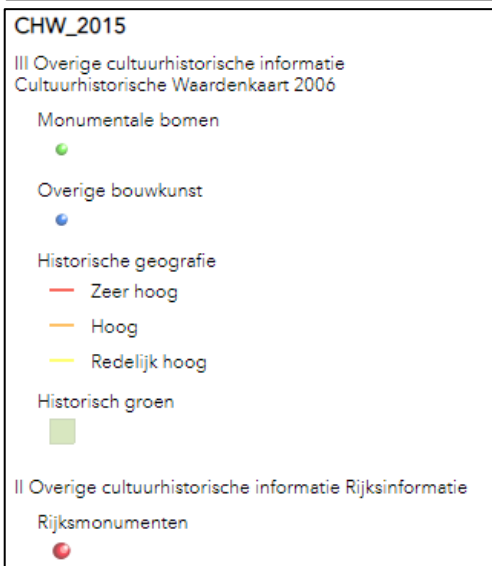 CHW_2015
III Overige cultuurhistorische informatie
Cultuurhistorische Waardenkaart 2006
Monumentale bomen
Overige bouwkunst
Historische geografie
Zeer hoog
Hoog
Redelijk hoog
Historisch groen
II Overige cultuurhistorische informatie Rijksinformatie
Rijksmonumenten